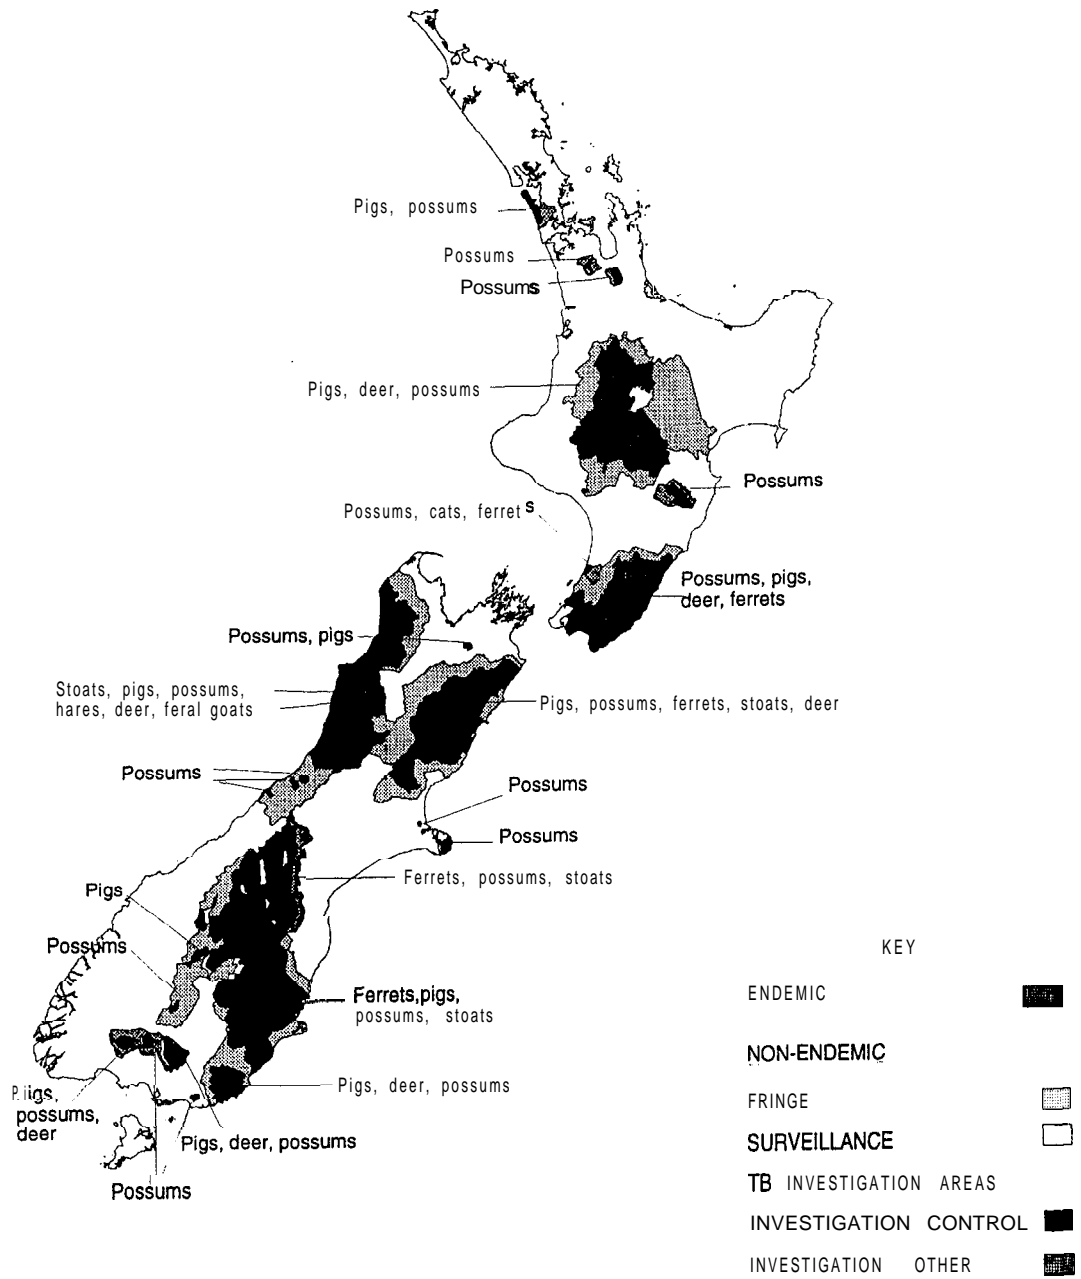 Pigs, possums
Possums
Possums
Pigs, deer, possums
Possums
Possums, cats, ferrets
Possums, pigs,
deer, ferrets
Possums, pigs
Stoats, pigs, possums,
hares, deer, feral goats
Pigs, possums, ferrets, stoats, deer
Possums
Possums
Possums
Ferrets, possums, stoats
Pigs
Possums
Ferrets,pigs,
possums, stoats
Pigs, deer, possums
possums,
deer
Pigs, deer, possums
Possums
KEY
ENDEMIC
NON-ENDEMIC
FRINGE
SURVEILLANCE
TB INVESTIGATION AREAS
INVESTIGATION CONTROL
INVESTIGATION OTHER